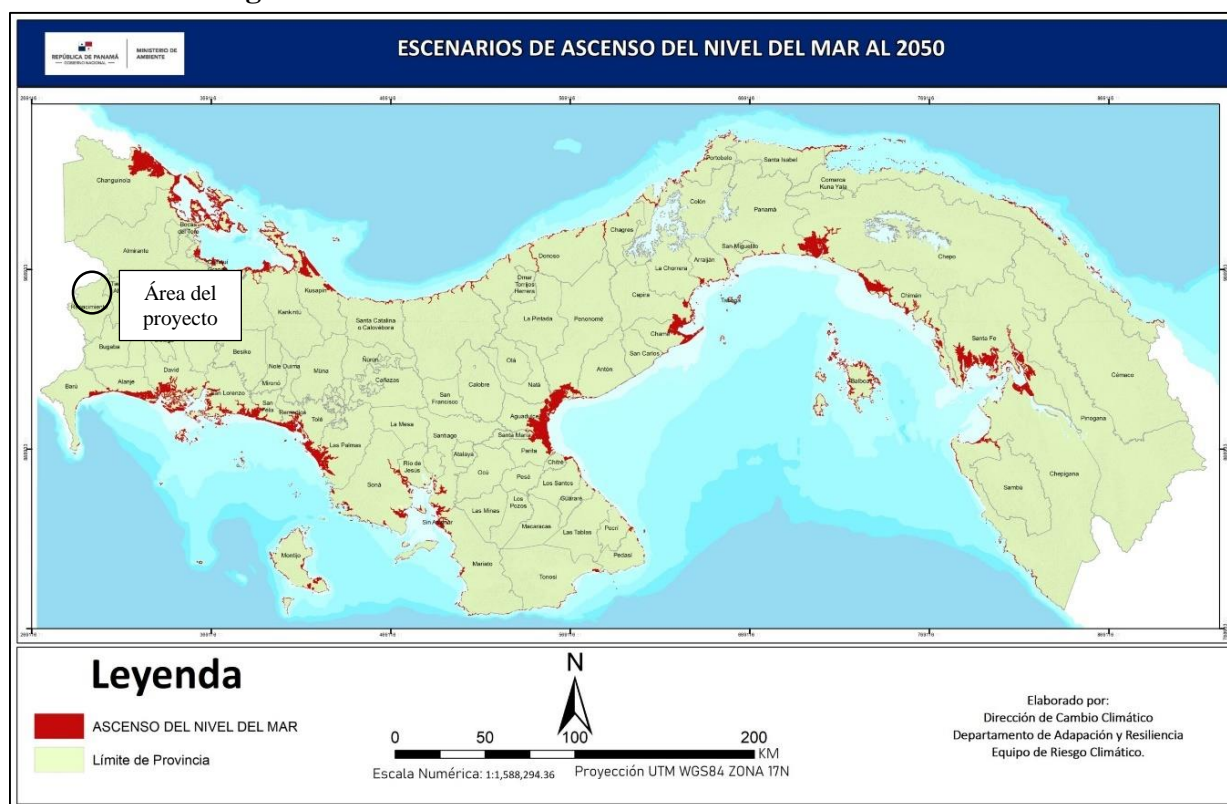 REPÚBLICA DE PANAMÁ
— GOBIERNO NACIONAL —
MINISTERIO DE
AMBIENTE
ESCENARIOS DE ASCENSO DEL NIVEL DEL MAR AL 2050
Changuinola
Almirante
Área del
proyecto
Bugaba
Barú
Alanje
David
Besiko
Nole Duima
Mironó
Müna
Kankintú
Kusapín
Santa Catalina
o Calovébora
Ñürün
Cañazas
Tolé
Las Palmas
La Mesa
Soná
San
Francisco
Santiago
Calobre
Atalaya
Río de
Jesús
Montijo
Mariato
Donoso
Omar
Torrijos
Herrera
La Pintada
Penonomé
Olá
Natá
Aguadulce
Santa María
Parita
Chitré
Ocú
Pesé
Los Santos
Los
Pozos
Guararé
Las Minas
Macaracas
Las Tablas
Pocrí
Pedasí
Tonosí
Antón
San Carlos
Chame
Capira
La Chorrera
Arraiján
San Miguelito
Chagres
Colón
Portobelo
Santa Isabel
Panamá
Comarca
Kuna Yala
Chepo
Chimán
Balboa
Santa Fe
Cémaco
Pinogana
Chepigana
Sambú
Leyenda
ASCENSO DEL NIVEL DEL MAR
Límite de Provincia
N
0 50 100 200
KM
Escala Numérica: 1:1,588,294.36 Proyección UTM WGS84 ZONA 17N
Elaborado por:
Dirección de Cambio Climático
Departamento de Adapación y Resiliencia
Equipo de Riesgo Climático.